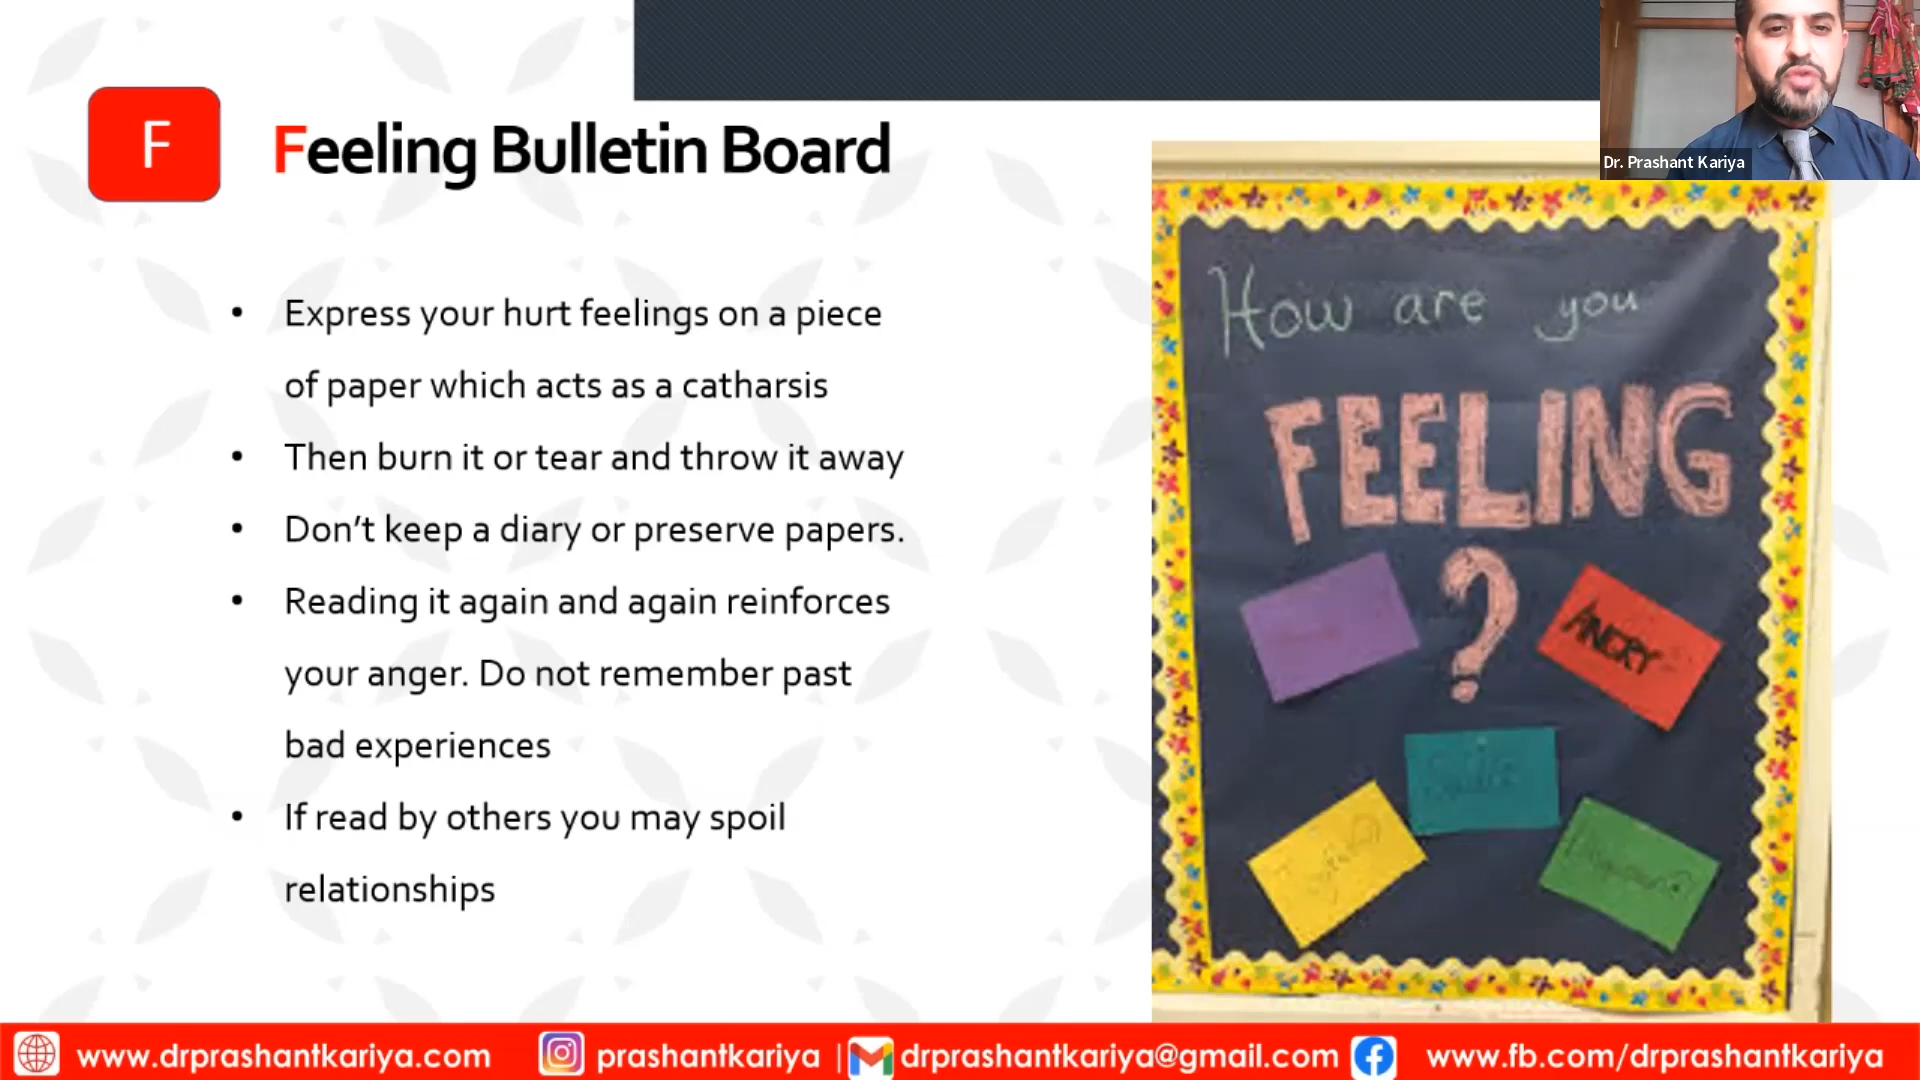 F
Feeling Bulletin Board
Dr. Prashant Kariya
• Express your hurt feelings on a piece
of paper which acts as a catharsis
• Then burn it or tear and throw it away
• Don’t keep a diary or preserve papers.
• Reading it again and again reinforces
your anger. Do not remember past
bad experiences
• If read by others you may spoil
relationships
How are you
FEELING
?
ANGRY
www.drprashantkariya.com
prashantkariya |
drprashantkariya@gmail.com
www.fb.com/drprashantkariya